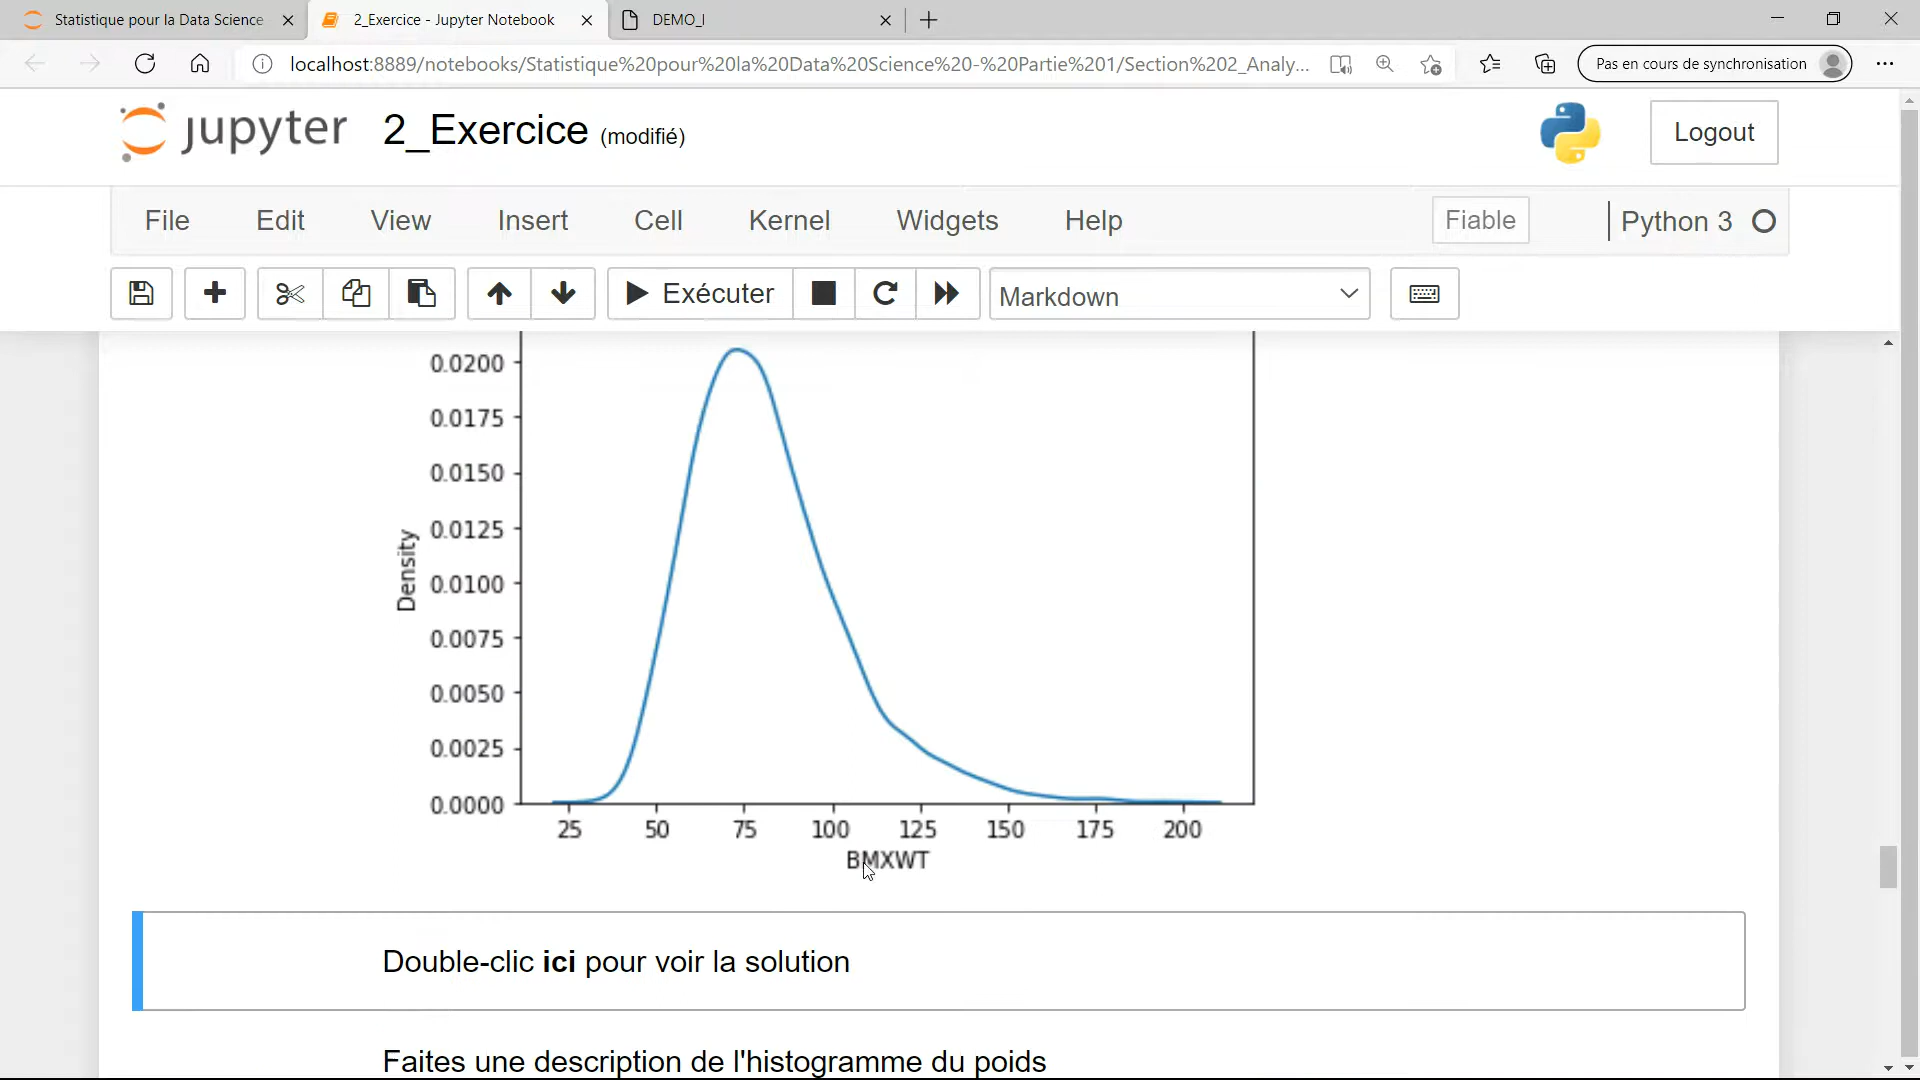 Statistique pour la Data Science
2_Exercice - Jupyter Notebook
DEMO_I
localhost:8889/notebooks/Statistique%20pour%20la%20Data%20Science%20-%20Partie%201/Section%202_Analy...
Pas en cours de synchronisation
jupyter 2_Exercice (modifié)
Logout
File Edit View Insert Cell Kernel Widgets Help
Fiable
Python 3
Exécuter
Markdown
0.0200
0.0175
0.0150
0.0125
0.0100
0.0075
0.0050
0.0025
0.0000
Density
25 50 75 100 125 150 175 200
BMXWT
Double-clic ici pour voir la solution
Faites une description de l'histogramme du poids